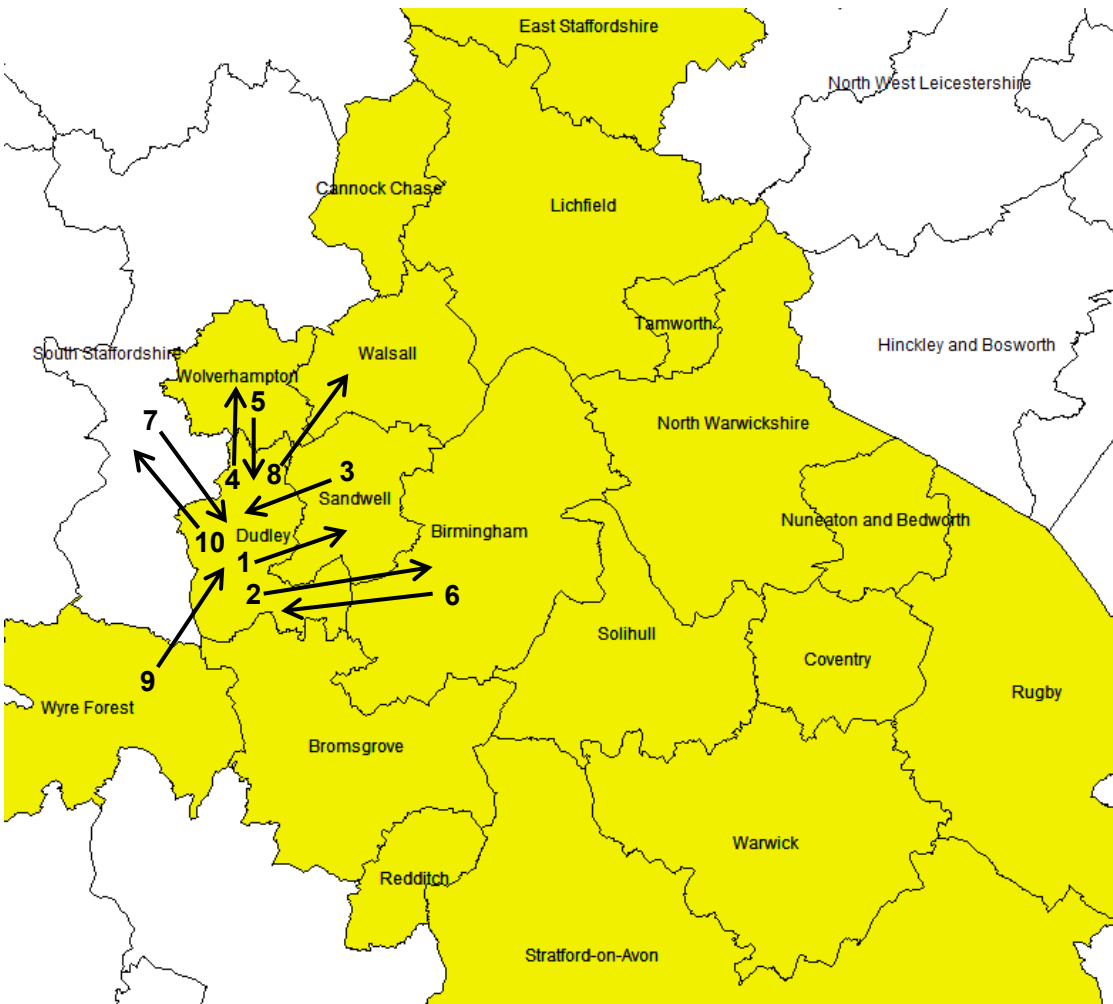 East Staffordshire
North West Leicestershire
Cannock Chase
Lichfield
Tamworth
South Staffordshire
Walsall
Hinckley and Bosworth
Wolverhampton
5
7
North Warwickshire
4
8
3
Sandwell
Nuneaton and Bedworth
10
Dudley
Birmingham
1
2
6
Solihull
Coventry
9
Wyre Forest
Rugby
Bromsgrove
Warwick
Redditch
Stratford-on-Avon